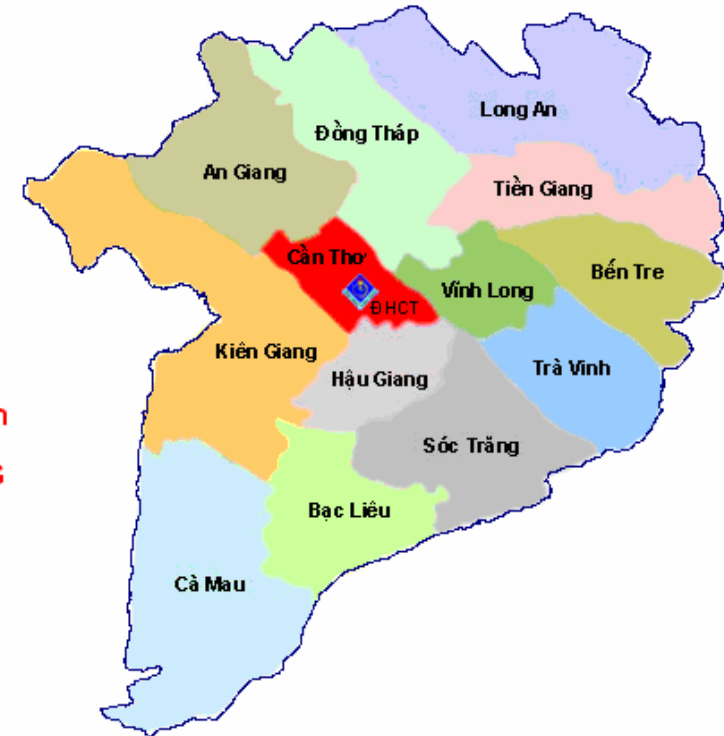 Long An
Đồng Tháp
An Giang
Tiền Giang
Cần Thơ
Bến Tre
Vĩnh Long
ĐHCT
Kiên Giang
Trà Vinh
Hậu Giang
Sóc Trăng
Bạc Liêu
Cà Mau